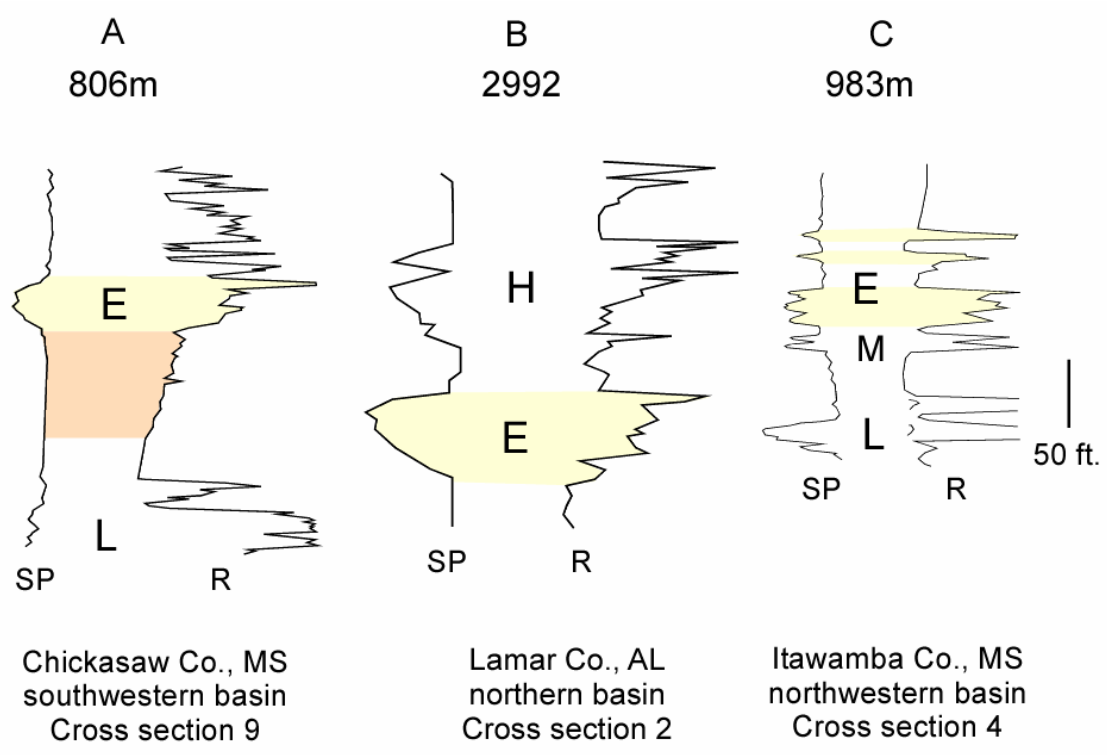 A
B
C
806m
2992
983m
E
H
E
M
E
L
50 ft.
L
SP
R
SP
R
SP
R
Chickasaw Co., MS
southwestern basin
Cross section 9
Lamar Co., AL
northern basin
Cross section 2
Itawamba Co., MS
northwestern basin
Cross section 4